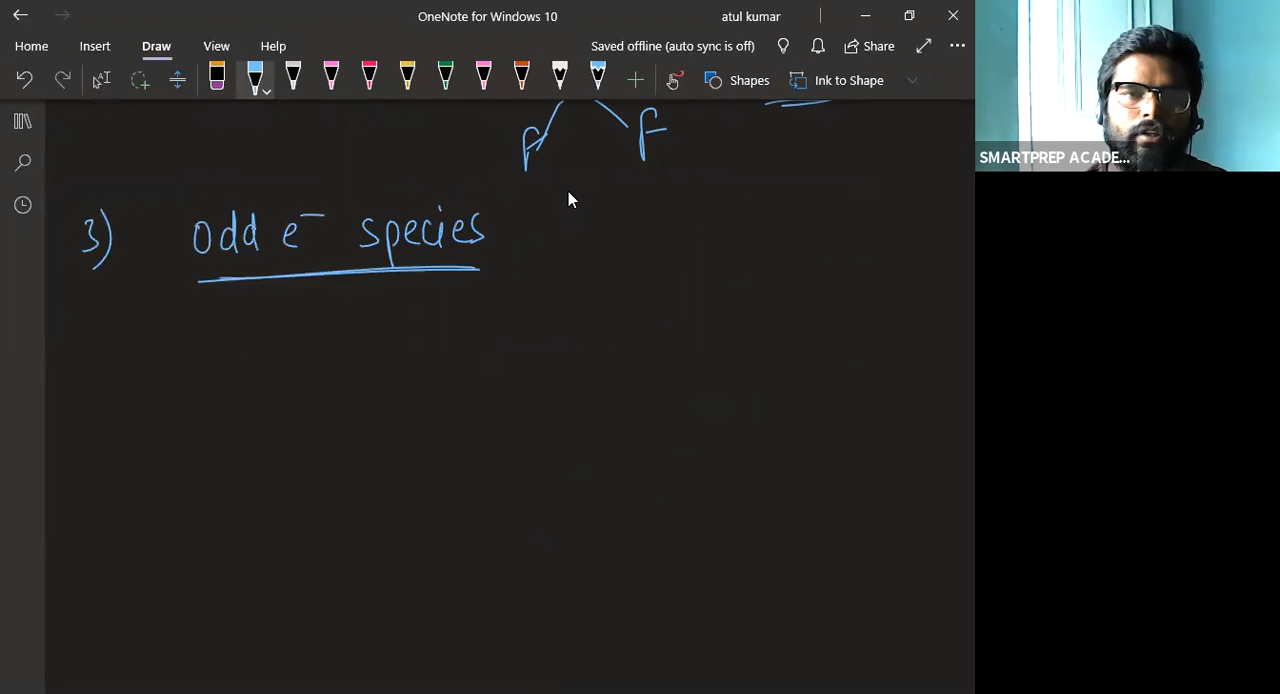 OneNote for Windows 10
atul kumar
Home Insert Draw View Help
Saved offline (auto sync is off)
Share
Shapes
Ink to Shape
SMARTPREP ACADE...
F F
3) odd e⁻ species